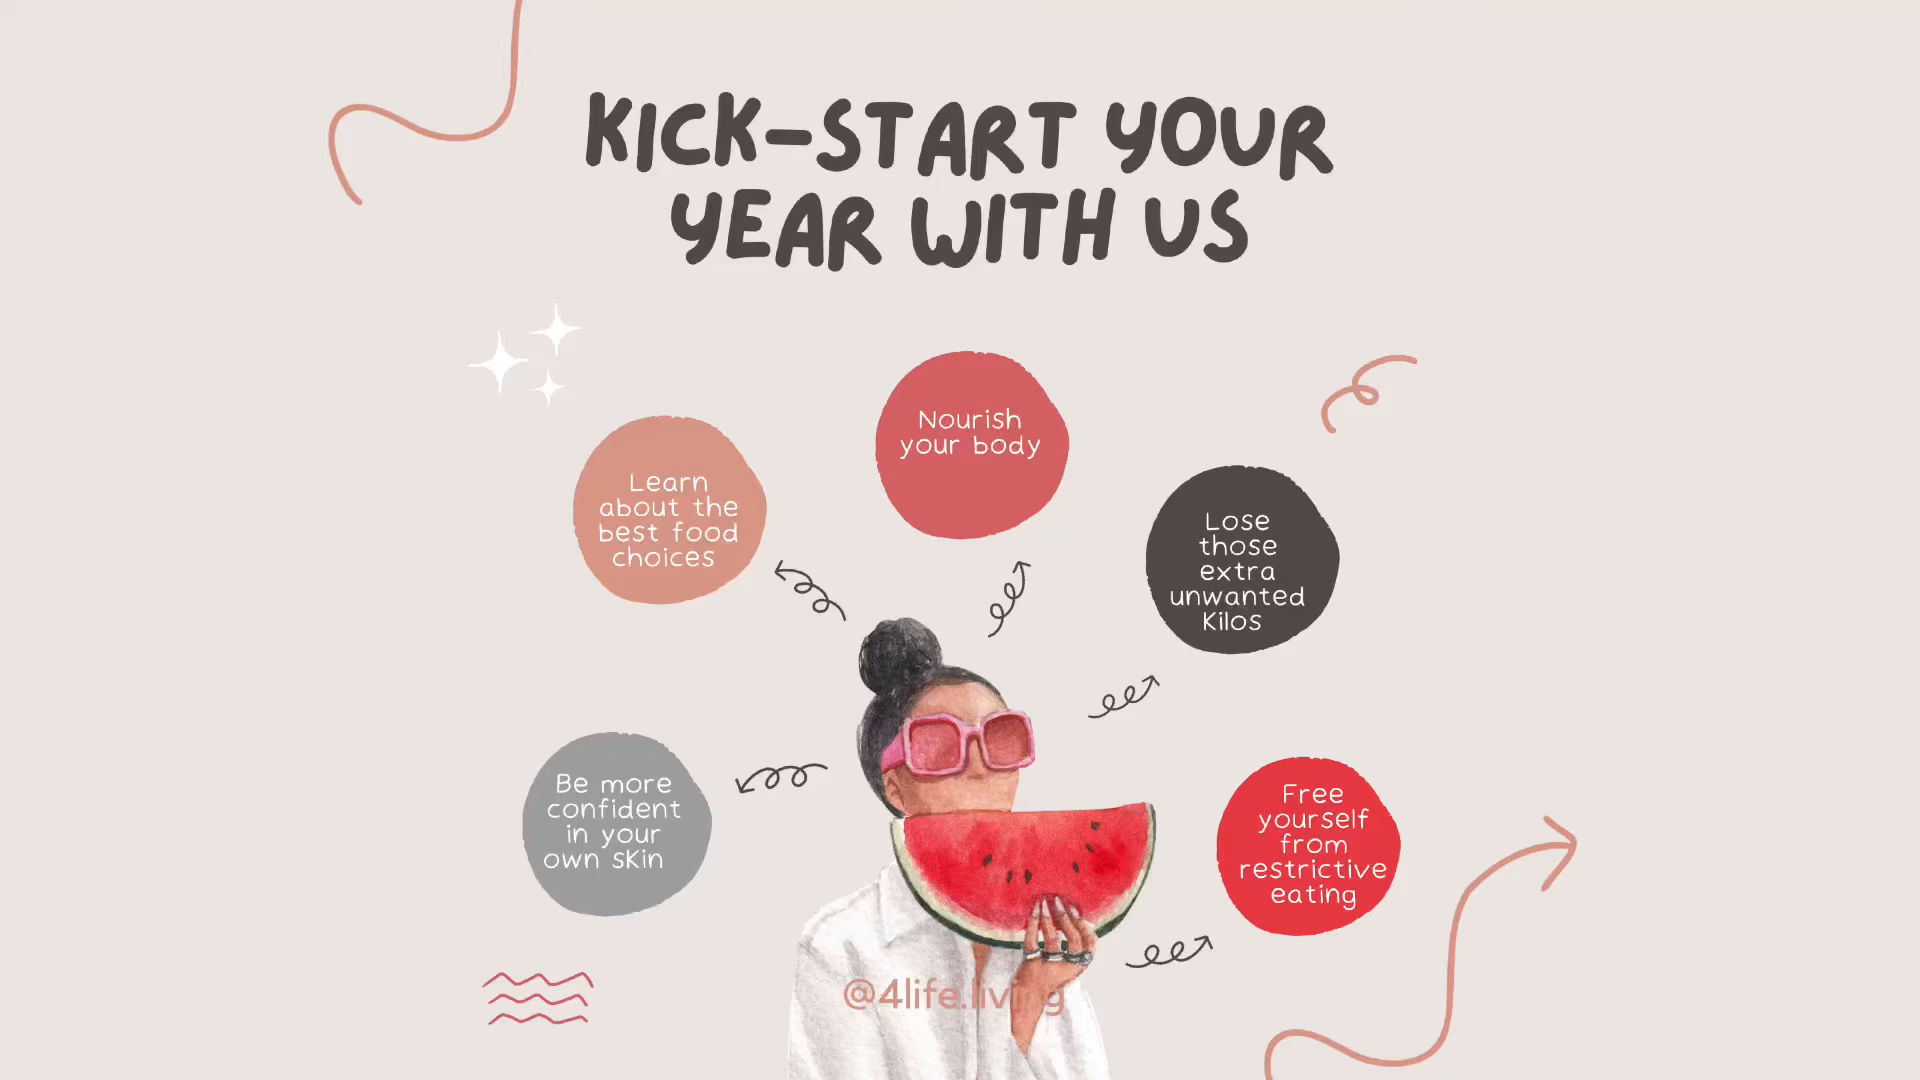 KICK-START YOUR
YEAR WITH US
Nourish
your body
Learn
about the
best food
choices
Lose
those
extra
unwanted
Kilos
Be more
confident
in your
own skin
Free
yourself
from
restrictive
eating
@4life.living